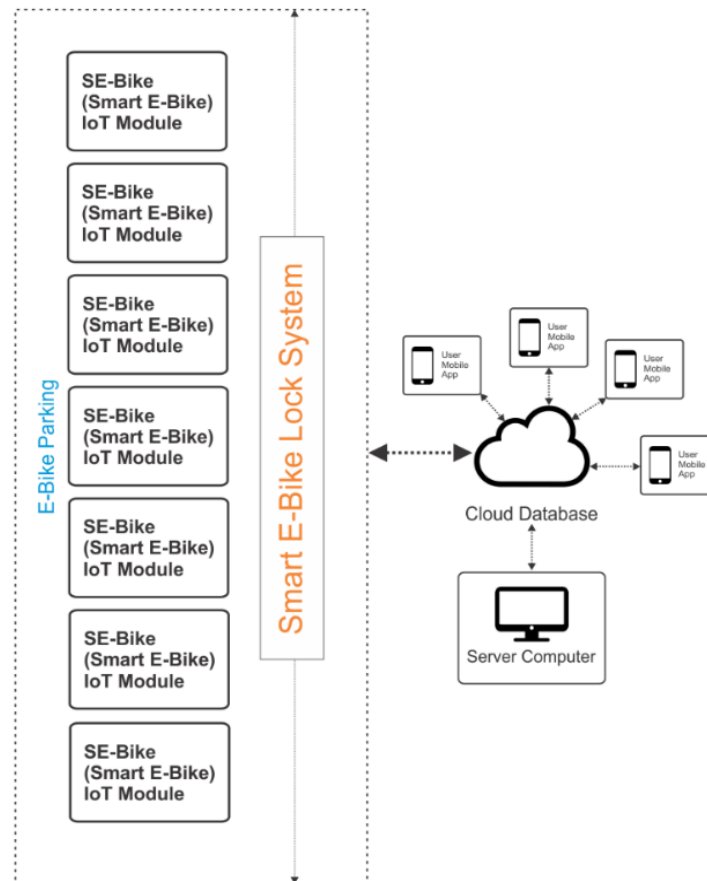 SE-Bike
(Smart E-Bike)
IoT Module
SE-Bike
(Smart E-Bike)
IoT Module
SE-Bike
(Smart E-Bike)
IoT Module
SE-Bike
(Smart E-Bike)
IoT Module
SE-Bike
(Smart E-Bike)
IoT Module
SE-Bike
(Smart E-Bike)
IoT Module
SE-Bike
(Smart E-Bike)
IoT Module
E-Bike Parking
Smart E-Bike Lock System
User
Mobile
App
User
Mobile
App
User
Mobile
App
User
Mobile
App
Cloud Database
Server Computer